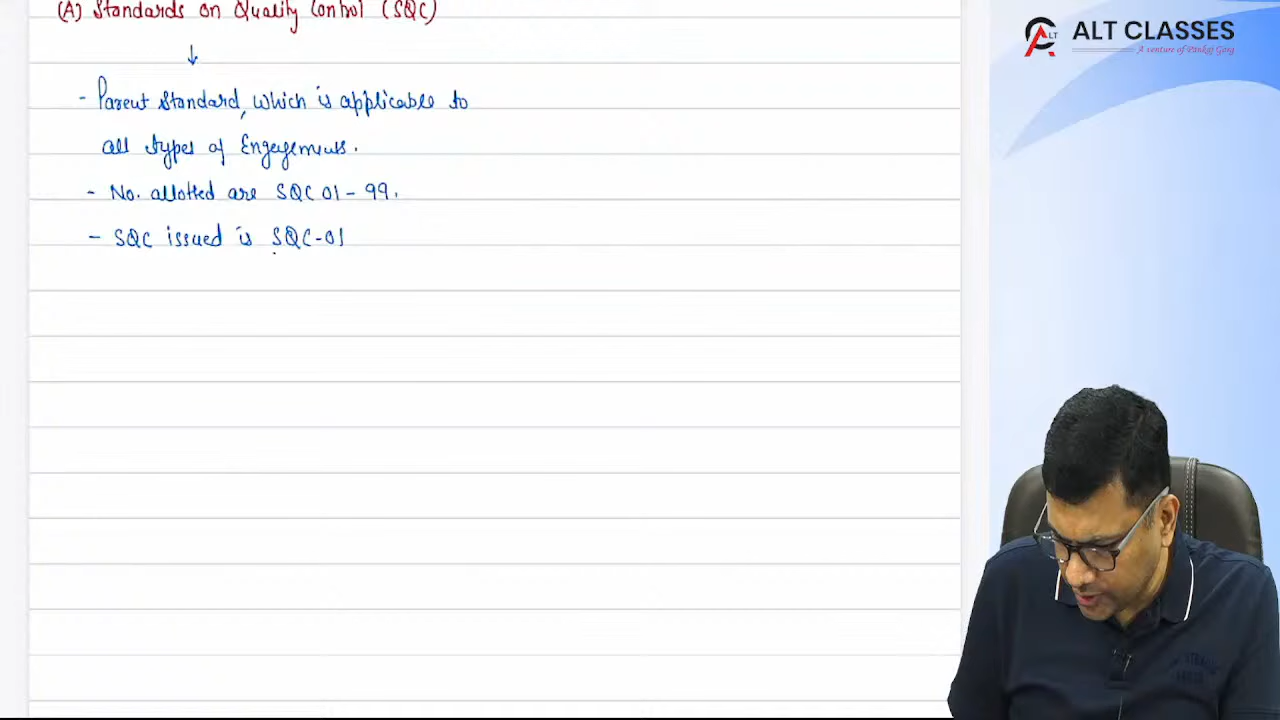 (A) Standards on Quality Control (SQC)
↓
- Parent Standard, which is applicable to
all types of Engagements.
- No. allotted are SQC 01 - 99.
- SQC issued is SQC-01
ALT
ALT CLASSES
A venture of Pankaj Garg